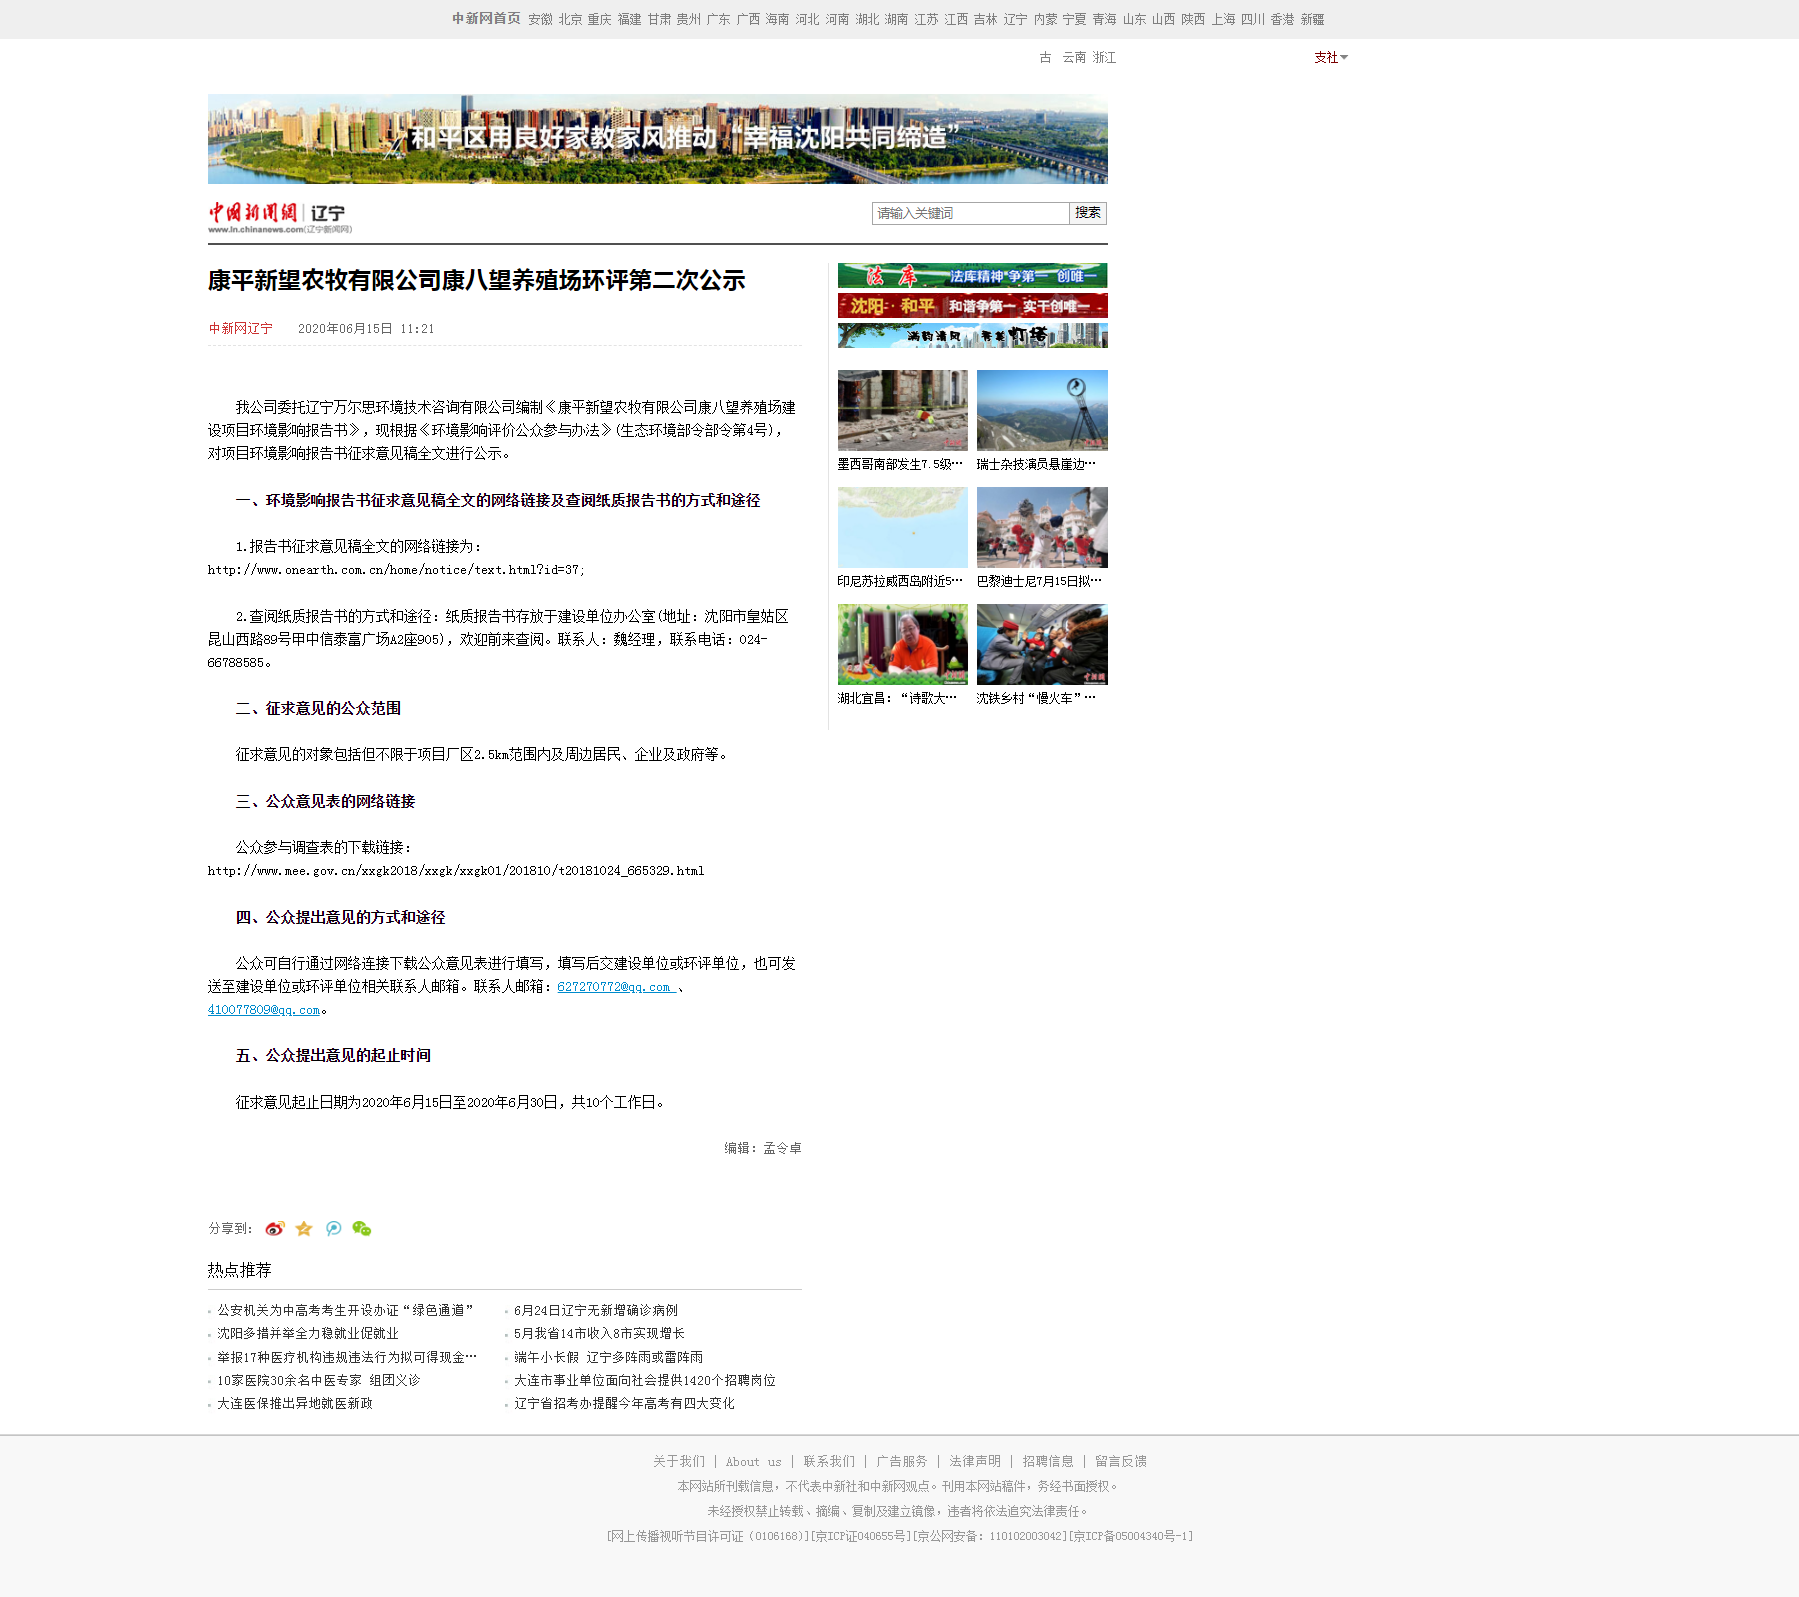 中新网首页 安徽 北京 重庆 福建 甘肃 贵州 广东 广西 海南 河北 河南 湖北 湖南 江苏 江西 吉林 辽宁 内蒙 宁夏 青海 山东 山西 陕西 上海 四川 香港 新疆
古 云南 浙江
支社
和平区用良好家教家风推动“幸福沈阳共同缔造”
中国新闻网 辽宁
www.ln.chinanews.com(辽宁新闻网)
请输入关键词 搜索
康平新望农牧有限公司康八望养殖场环评第二次公示
中新网辽宁 2020年06月15日 11:21
我公司委托辽宁万尔思环境技术咨询有限公司编制《康平新望农牧有限公司康八望养殖场建
设项目环境影响报告书》，现根据《环境影响评价公众参与办法》(生态环境部令部令第4号)，
对项目环境影响报告书征求意见稿全文进行公示。
一、环境影响报告书征求意见稿全文的网络链接及查阅纸质报告书的方式和途径
1.报告书征求意见稿全文的网络链接为：
http://www.onearth.com.cn/home/notice/text.html?id=37;
2.查阅纸质报告书的方式和途径：纸质报告书存放于建设单位办公室(地址：沈阳市皇姑区
昆山西路89号甲中信泰富广场A2座905)，欢迎前来查阅。联系人：魏经理，联系电话：024-
66788585。
二、征求意见的公众范围
征求意见的对象包括但不限于项目厂区2.5km范围内及周边居民、企业及政府等。
三、公众意见表的网络链接
公众参与调查表的下载链接：
http://www.mee.gov.cn/xxgk2018/xxgk/xxgk01/201810/t20181024_665329.html
四、公众提出意见的方式和途径
公众可自行通过网络连接下载公众意见表进行填写，填写后交建设单位或环评单位，也可发
送至建设单位或环评单位相关联系人邮箱。联系人邮箱：627270772@qq.com 、
410077809@qq.com。
五、公众提出意见的起止时间
征求意见起止日期为2020年6月15日至2020年6月30日，共10个工作日。
编辑：孟令卓
法库 法库精神 争第一 创唯一
沈阳·和平 和谐争第一 实干创唯一
满韵清风 秀美灯塔
墨西哥南部发生7.5级…
瑞士杂技演员悬崖边…
印尼苏拉威西岛附近5…
巴黎迪士尼7月15日拟…
湖北宜昌：“诗歌大…
沈铁乡村“慢火车”…
分享到：
热点推荐
公安机关为中高考考生开设办证“绿色通道”
6月24日辽宁无新增确诊病例
沈阳多措并举全力稳就业促就业
5月我省14市收入8市实现增长
举报17种医疗机构违规违法行为拟可得现金…
端午小长假 辽宁多阵雨或雷阵雨
10家医院30余名中医专家 组团义诊
大连市事业单位面向社会提供1420个招聘岗位
大连医保推出异地就医新政
辽宁省招考办提醒今年高考有四大变化
关于我们 | About us | 联系我们 | 广告服务 | 法律声明 | 招聘信息 | 留言反馈
本网站所刊载信息，不代表中新社和中新网观点。刊用本网站稿件，务经书面授权。
未经授权禁止转载、摘编、复制及建立镜像，违者将依法追究法律责任。
[网上传播视听节目许可证（0106168)][京ICP证040655号][京公网安备：110102003042][京ICP备05004340号-1]